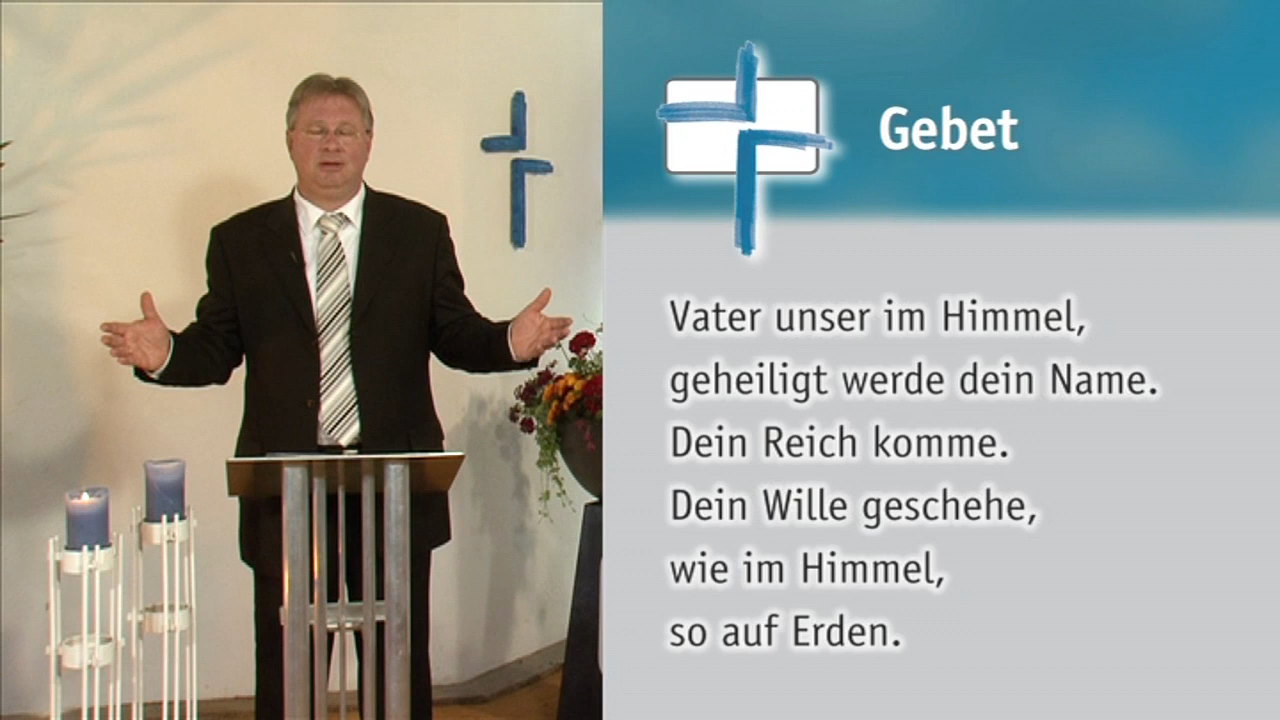 Gebet
Vater unser im Himmel,
geheiligt werde dein Name.
Dein Reich komme.
Dein Wille geschehe,
wie im Himmel,
so auf Erden.